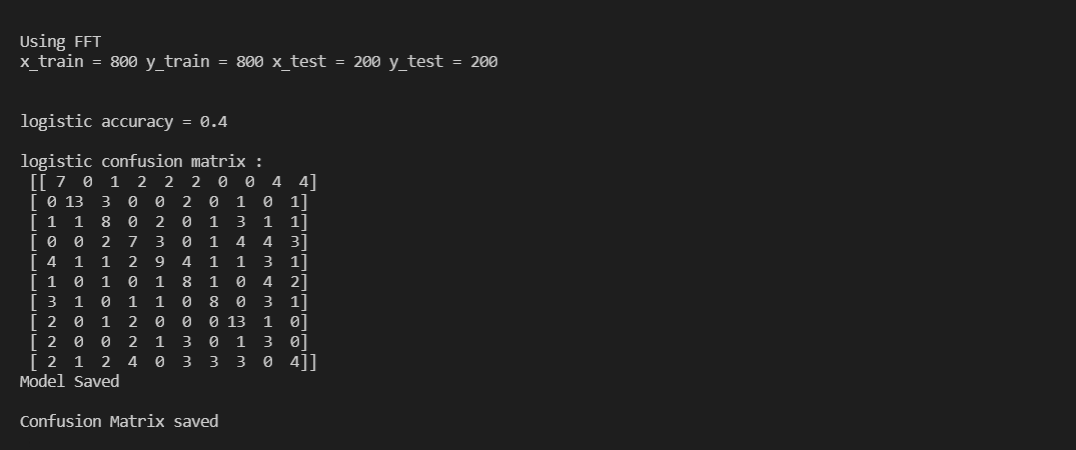 Using FFT
x_train = 800 y_train = 800 x_test = 200 y_test = 200
logistic accuracy = 0.4
logistic confusion matrix :
[[ 7  0  1  2  2  2  0  0  4  4]
[ 0 13  3  0  0  2  0  1  0  1]
[ 1  1  8  0  2  0  1  3  1  1]
[ 0  0  2  7  3  0  1  4  4  3]
[ 4  1  1  2  9  4  1  1  3  1]
[ 1  0  1  0  1  8  1  0  4  2]
[ 3  1  0  1  1  0  8  0  3  1]
[ 2  0  1  2  0  0  0 13  1  0]
[ 2  0  0  2  1  3  0  1  3  0]
[ 2  1  2  4  0  3  3  3  0  4]]
Model Saved
Confusion Matrix saved